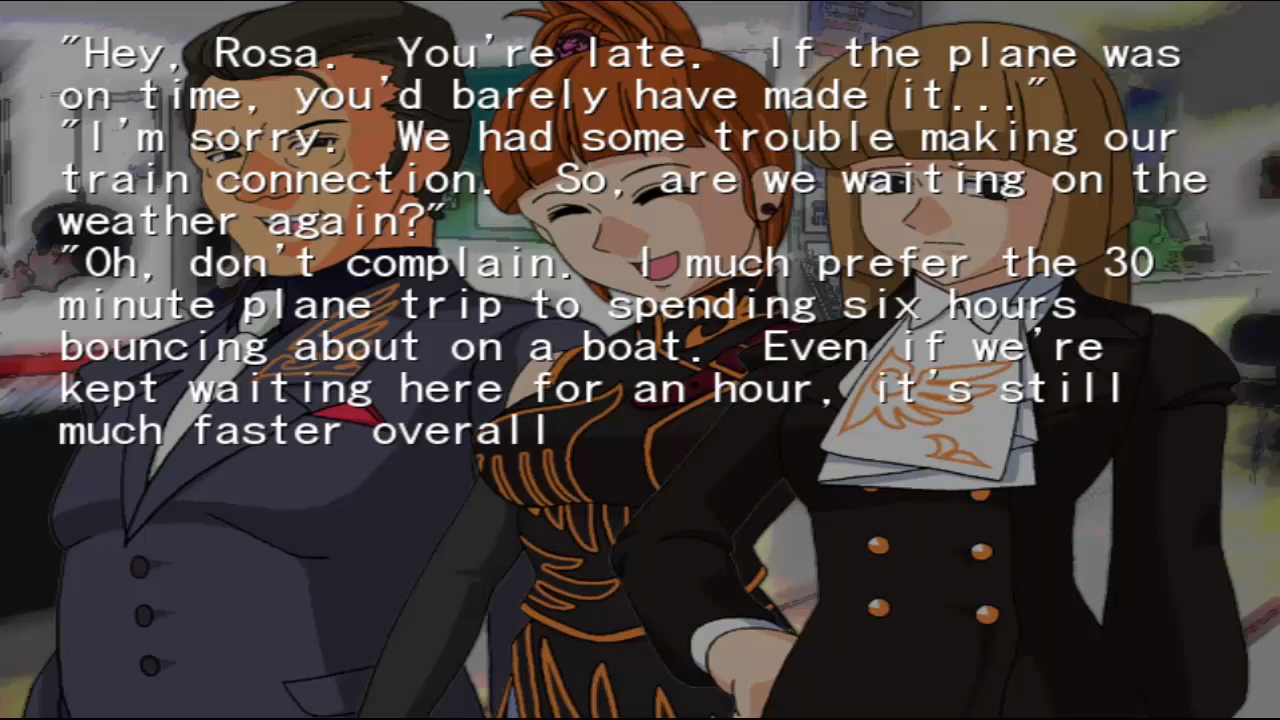 "Hey, Rosa.  You're late.  If the plane was
on time, you'd barely have made it..."
"I'm sorry.  We had some trouble making our
train connection.  So, are we waiting on the
weather again?"
"Oh, don't complain.  I much prefer the 30
minute plane trip to spending six hours
bouncing about on a boat.  Even if we're
kept waiting here for an hour, it's still
much faster overall